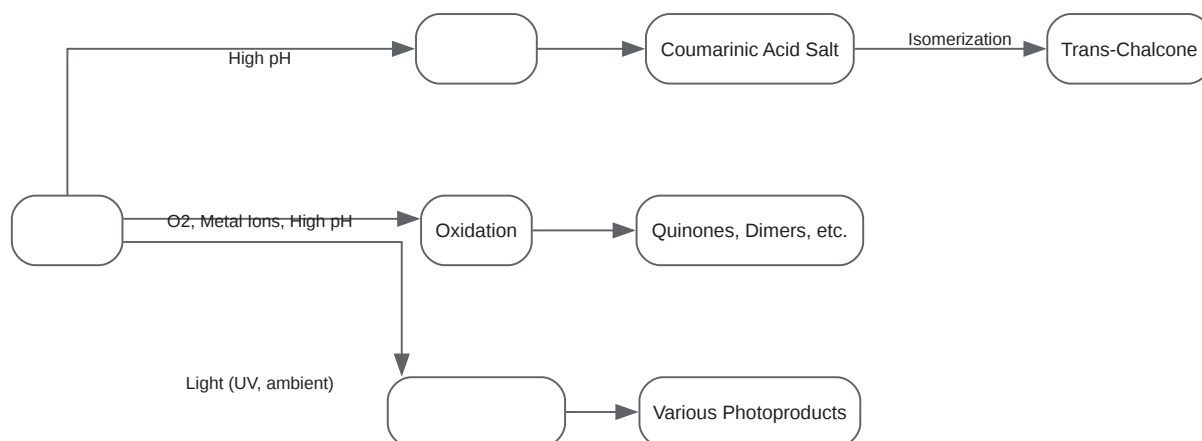 High pH
Coumarinic Acid Salt
Isomerization
Trans-Chalcone
O2, Metal Ions, High pH
Oxidation
Quinones, Dimers, etc.
Light (UV, ambient)
Various Photoproducts